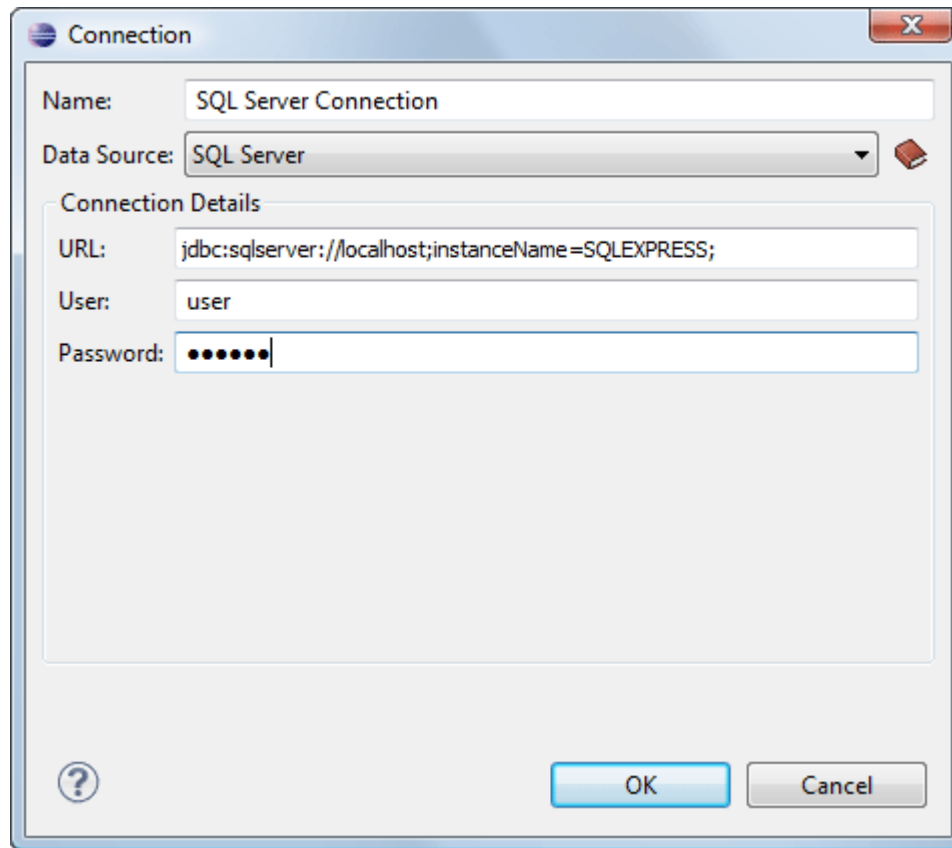 Connection
Name: SQL Server Connection
Data Source: SQL Server
Connection Details
URL: jdbc:sqlserver://localhost;instanceName=SQLEXPRESS;
User: user
Password: ●●●●●●
? OK Cancel